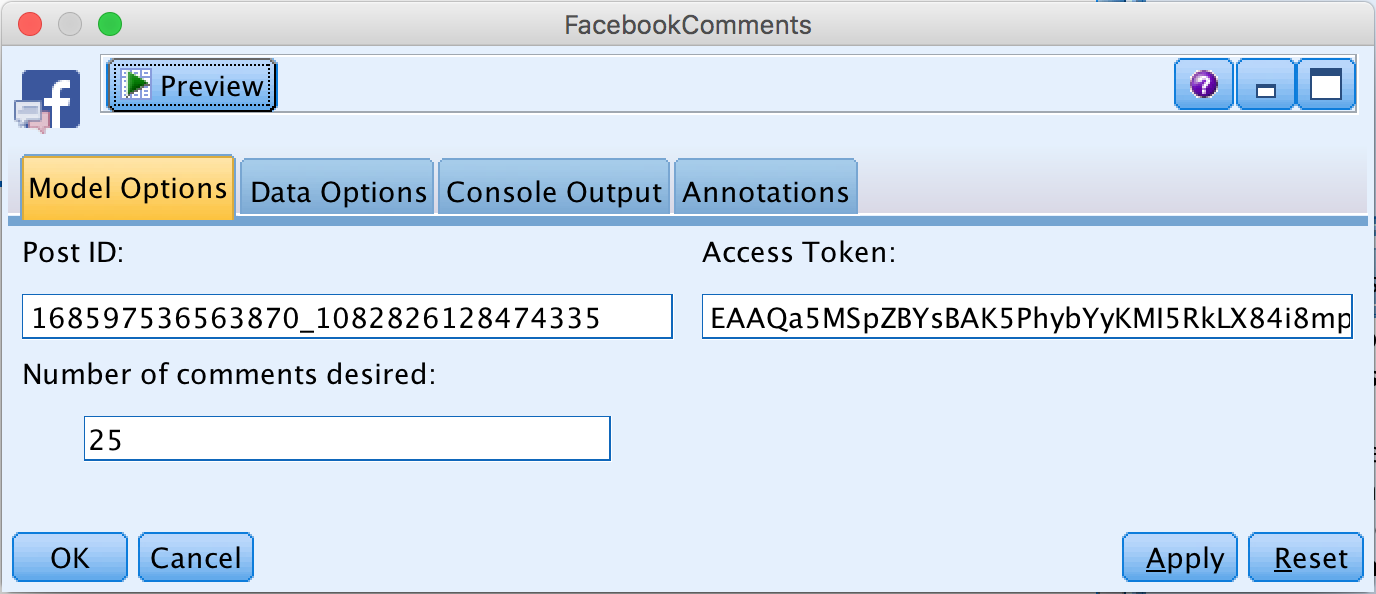 FacebookComments
Preview
Model Options
Data Options
Console Output
Annotations
Post ID:
Access Token:
168597536563870_1082826128474335
EAAQa5MSpZBYsBAK5PhybYyKMI5RkLX84i8mp
Number of comments desired:
25
OK
Cancel
Apply
Reset